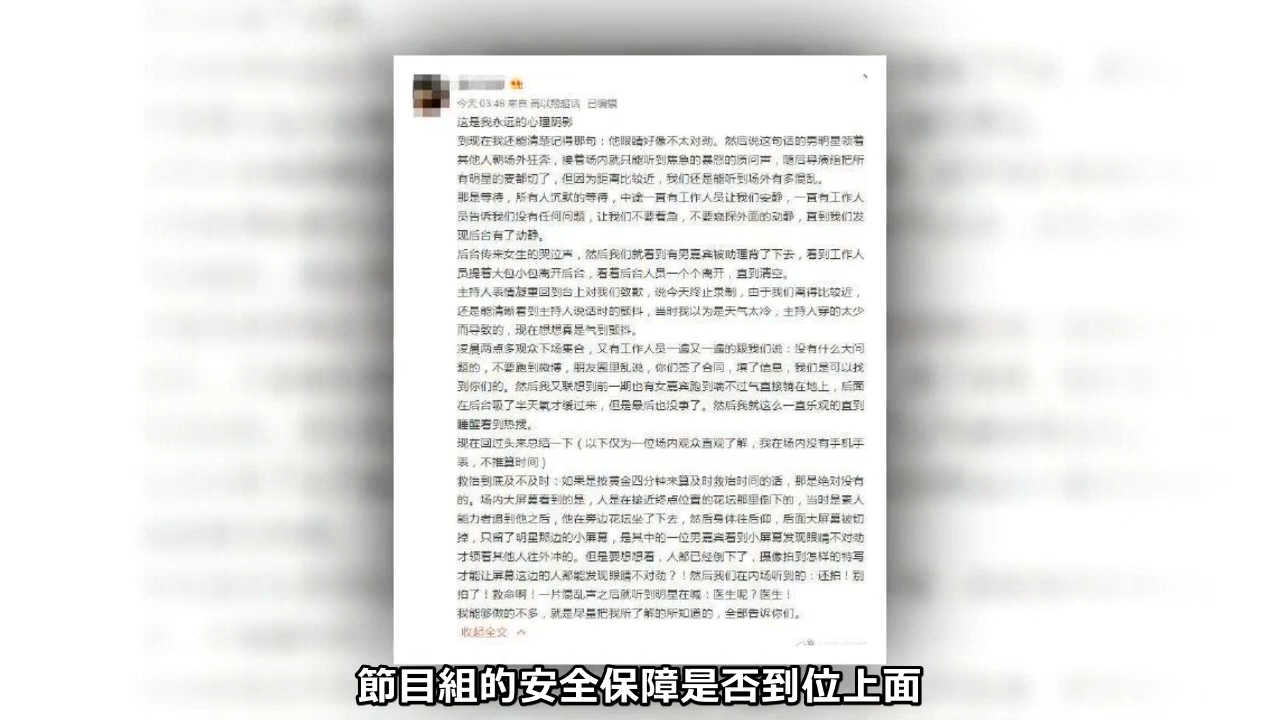 今天 03:46 来自 高以翔超话 已编辑
这是我永远的心理阴影
到现在我还能清楚记得那句：他眼睛好像不太对劲。然后说这句话的男明星领着
其他人朝场外狂奔，接着场内就只能听到焦急的暴怒的质问声，随后导演组把所
有明星的麦都切了，但因为距离比较近，我们还是能听到场外有多混乱。
那是等待，所有人沉默的等待，中途一直有工作人员让我们安静，一直有工作人
员告诉我们没有任何问题，让我们不要着急，不要窥探外面的动静，直到我们发
现后台有了动静。
后台传来女生的哭泣声，然后我们就看到有男嘉宾被助理背了下去，看到工作人
员提着大包小包离开后台，看着后台人员一个个离开，直到清空。
主持人表情凝重回到台上对我们致歉，说今天终止录制，由于我们离得比较近，
还是能清晰看到主持人说话时的颤抖，当时我以为是天气太冷，主持人穿的太少
而导致的，现在想想真是气到颤抖。
凌晨两点多观众下场集合，又有工作人员一遍又一遍的跟我们说：没有什么大问
题的，不要跑到微博，朋友圈里乱说，你们签了合同，填了信息，我们是可以找
到你们的。然后我又联想到前一期也有女嘉宾跑到喘不过气直接躺在地上，后面
在后台吸了半天氧才缓过来，但是最后也没事了。然后我就这么一直乐观的直到
睡醒看到热搜。
现在回过头来总结一下（以下仅为一位场内观众直观了解，我在场内没有手机手
表，不推算时间）
救治到底及不及时：如果是按黄金四分钟来算及时救治时间的话，那是绝对没有
的。场内大屏幕看到的是，人是在接近终点位置的花坛那里倒下的，当时是素人
能力者追到他之后，他在旁边花坛坐了下去，然后身体往后仰，后面大屏幕被切
掉，只留了明星那边的小屏幕，是其中的一位男嘉宾看到小屏幕发现眼睛不对劲
才领着其他人往外冲的。但是要想想看，人都已经倒下了，摄像拍到怎样的特写
才能让屏幕这边的人都能发现眼睛不对劲？！然后我们在内场听到的：还拍！别
拍了！救命啊！一片混乱声之后就听到明星在喊：医生呢？医生！
我能够做的不多，就是尽量把我所了解的所知道的，全部告诉你们。
收起全文
節目組的安全保障是否到位上面